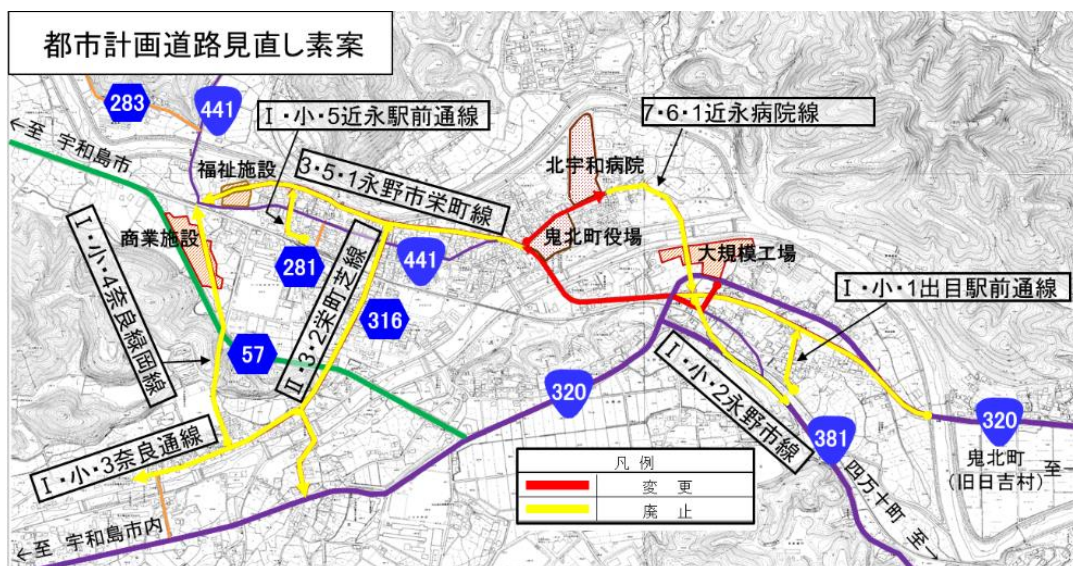 都市計画道路見直し素案
283
441
Ⅰ・小・5近永駅前通線
7・6・1近永病院線
←至 宇和島市
福祉施設
3・5・1永野市栄町線
北宇和病院
商業施設
鬼北町役場
大規模工場
281
441
Ⅰ・小・4奈良緑岡線
Ⅱ・3・2栄町芝線
316
Ⅰ・小・1出目駅前通線
57
320
Ⅰ・小・2永野市線
381
320
Ⅰ・小・3奈良通線
鬼北町
(旧日吉村)
至→
四万十町 至→
←至 宇和島市内
凡 例
変 更
廃 止